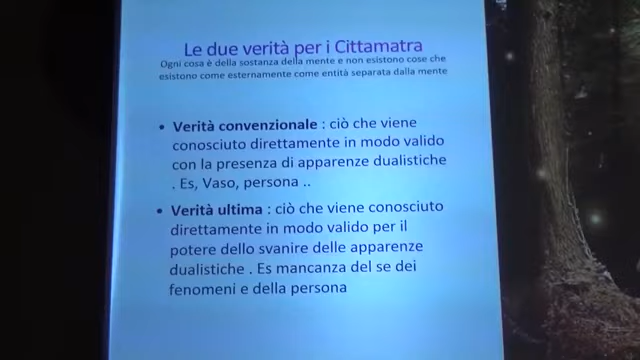 Le due verità per i Cittamatra
Ogni cosa è della sostanza della mente e non esistono cose che
esistono come esternamente come entità separata dalla mente
• Verità convenzionale : ciò che viene
conosciuto direttamente in modo valido
con la presenza di apparenze dualistiche
. Es, Vaso, persona ..
• Verità ultima : ciò che viene conosciuto
direttamente in modo valido per il
potere dello svanire delle apparenze
dualistiche . Es mancanza del se dei
fenomeni e della persona